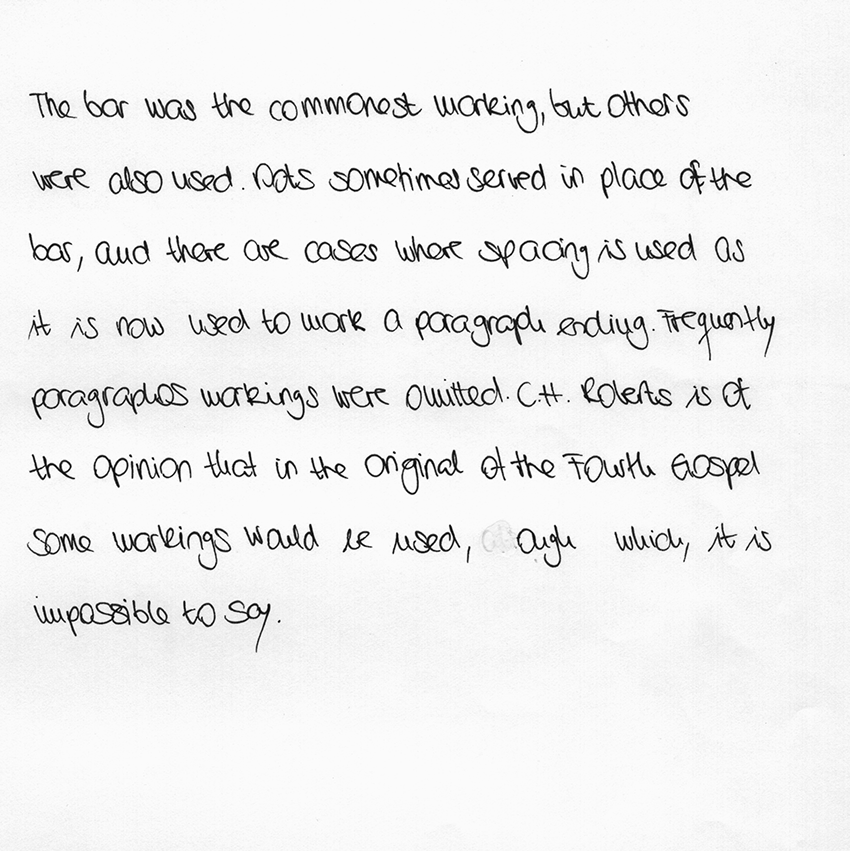 The bar was the commonest marking, but others
were also used. Dots sometimes served in place of the
bar, and there are cases where spacing is used as
it is now used to mark a paragraph ending. Frequently
paragraphos markings were omitted. C.H. Roberts is of
the opinion that in the original of the Fourth Gospel
some markings would be used, which, it is
impossible to say.